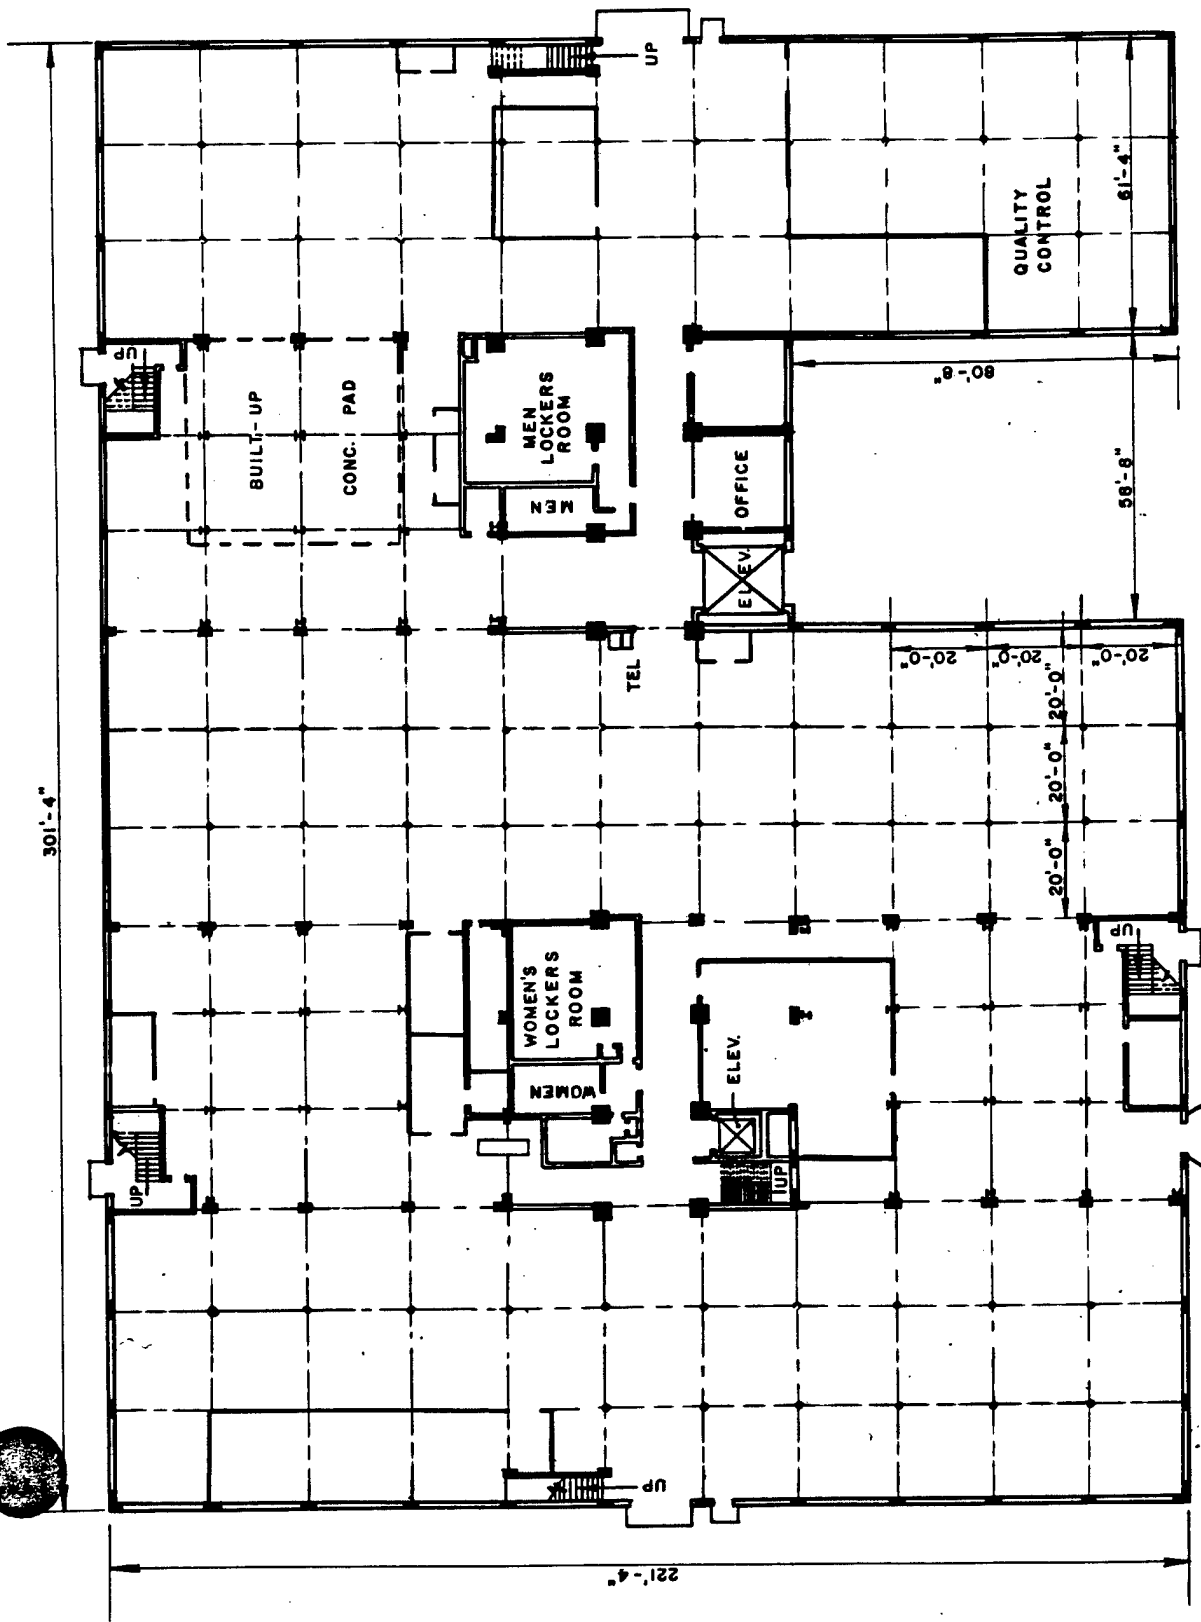 301'-4"
UP
UP
BUILT-UP
CONC. PAD
MEN
LOCKERS
ROOM
MEN
OFFICE
ELEV.
TEL
QUALITY
CONTROL
61'-4"
80'-8"
58'-8"
20'-0"
20'-0"
20'-0"
20'-0"
20'-0"
20'-0"
UP
WOMEN'S
LOCKERS
ROOM
WOMEN
ELEV.
UP
UP
UP
221'-4"